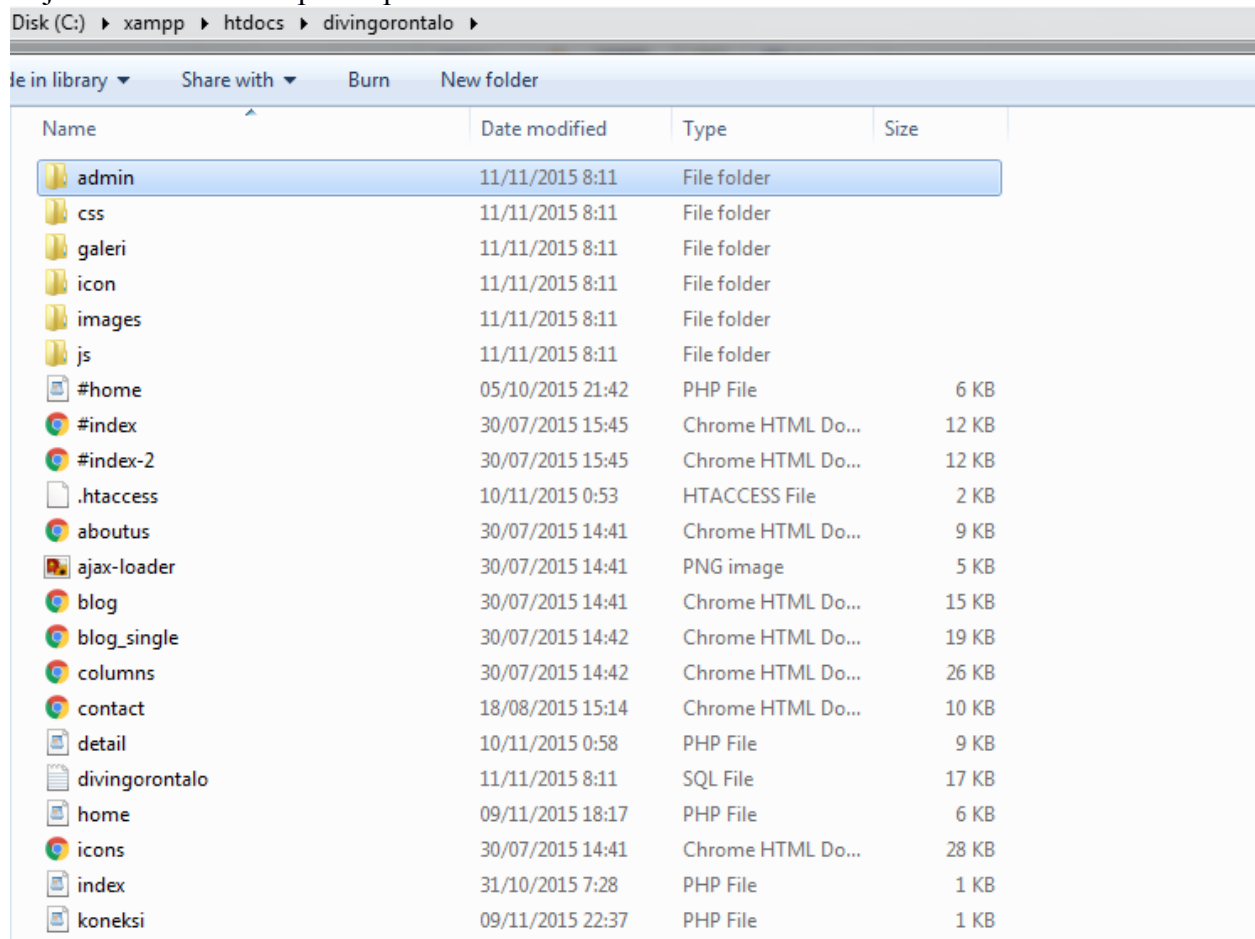 Disk (C:) ▸ xampp ▸ htdocs ▸ divingorontalo ▸
de in library ▾ Share with ▾ Burn New folder
Name Date modified Type Size
admin 11/11/2015 8:11 File folder
css 11/11/2015 8:11 File folder
galeri 11/11/2015 8:11 File folder
icon 11/11/2015 8:11 File folder
images 11/11/2015 8:11 File folder
js 11/11/2015 8:11 File folder
#home 05/10/2015 21:42 PHP File 6 KB
#index 30/07/2015 15:45 Chrome HTML Do... 12 KB
#index-2 30/07/2015 15:45 Chrome HTML Do... 12 KB
.htaccess 10/11/2015 0:53 HTACCESS File 2 KB
aboutus 30/07/2015 14:41 Chrome HTML Do... 9 KB
ajax-loader 30/07/2015 14:41 PNG image 5 KB
blog 30/07/2015 14:41 Chrome HTML Do... 15 KB
blog_single 30/07/2015 14:42 Chrome HTML Do... 19 KB
columns 30/07/2015 14:42 Chrome HTML Do... 26 KB
contact 18/08/2015 15:14 Chrome HTML Do... 10 KB
detail 10/11/2015 0:58 PHP File 9 KB
divingorontalo 11/11/2015 8:11 SQL File 17 KB
home 09/11/2015 18:17 PHP File 6 KB
icons 30/07/2015 14:41 Chrome HTML Do... 28 KB
index 31/10/2015 7:28 PHP File 1 KB
koneksi 09/11/2015 22:37 PHP File 1 KB